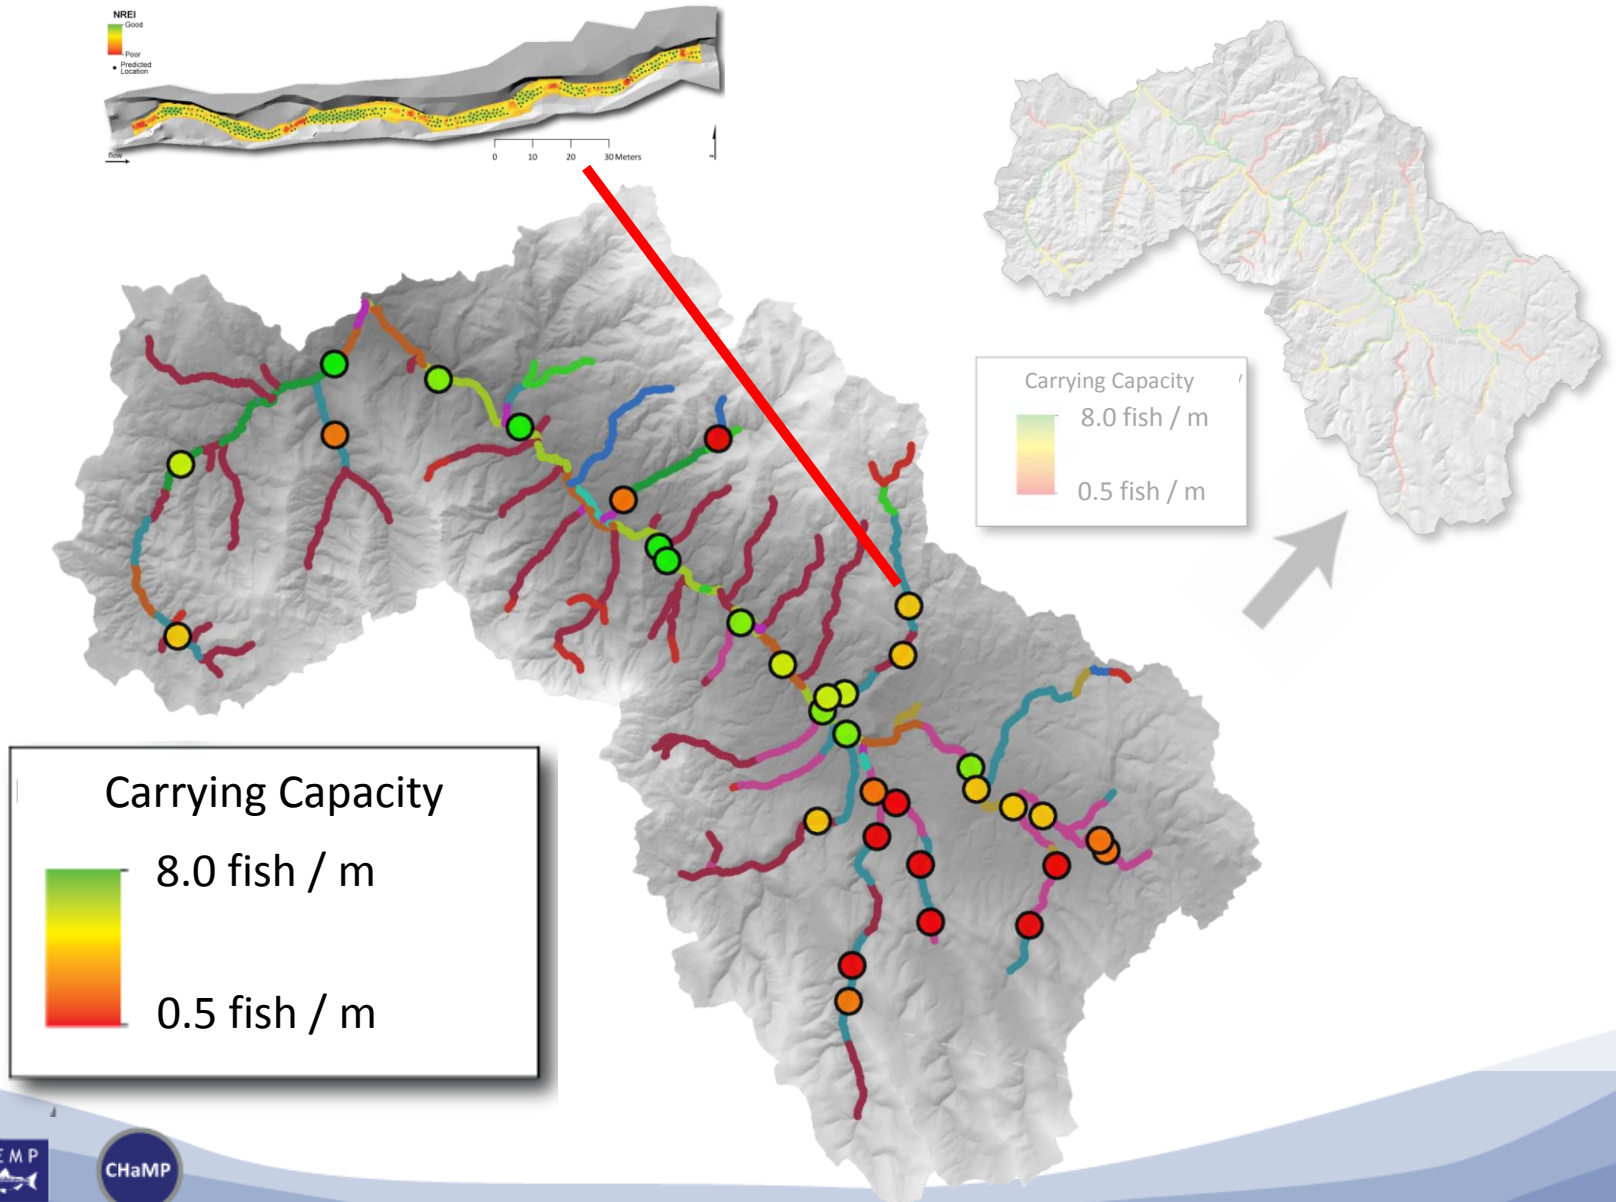 NREI
Good
Poor
Predicted
Location
flow
0 10 20 30 Meters
Carrying Capacity
8.0 fish / m
0.5 fish / m
Carrying Capacity
8.0 fish / m
0.5 fish / m
EMP
CHaMP